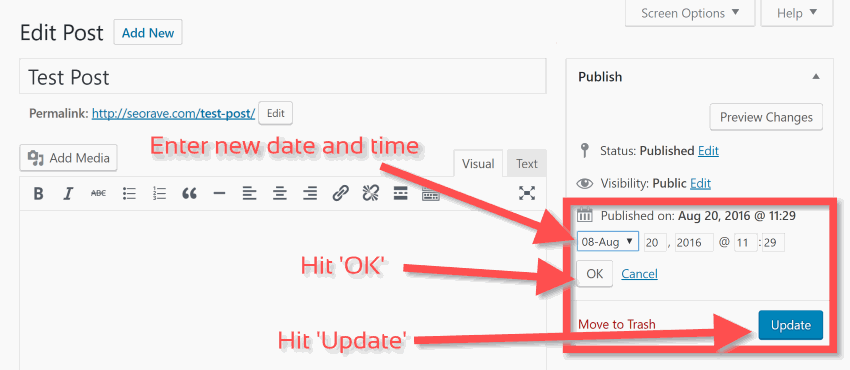 Screen Options ▼
Help ▼
Edit Post
Add New
Test Post
Permalink: http://seorave.com/test-post/
Edit
Add Media
Visual
Text
B I ABC
Enter new date and time
Hit 'OK'
Hit 'Update'
Publish
Preview Changes
Status: Published Edit
Visibility: Public Edit
Published on: Aug 20, 2016 @ 11:29
08-Aug ▼ 20 , 2016 @ 11 : 29
OK Cancel
Move to Trash
Update